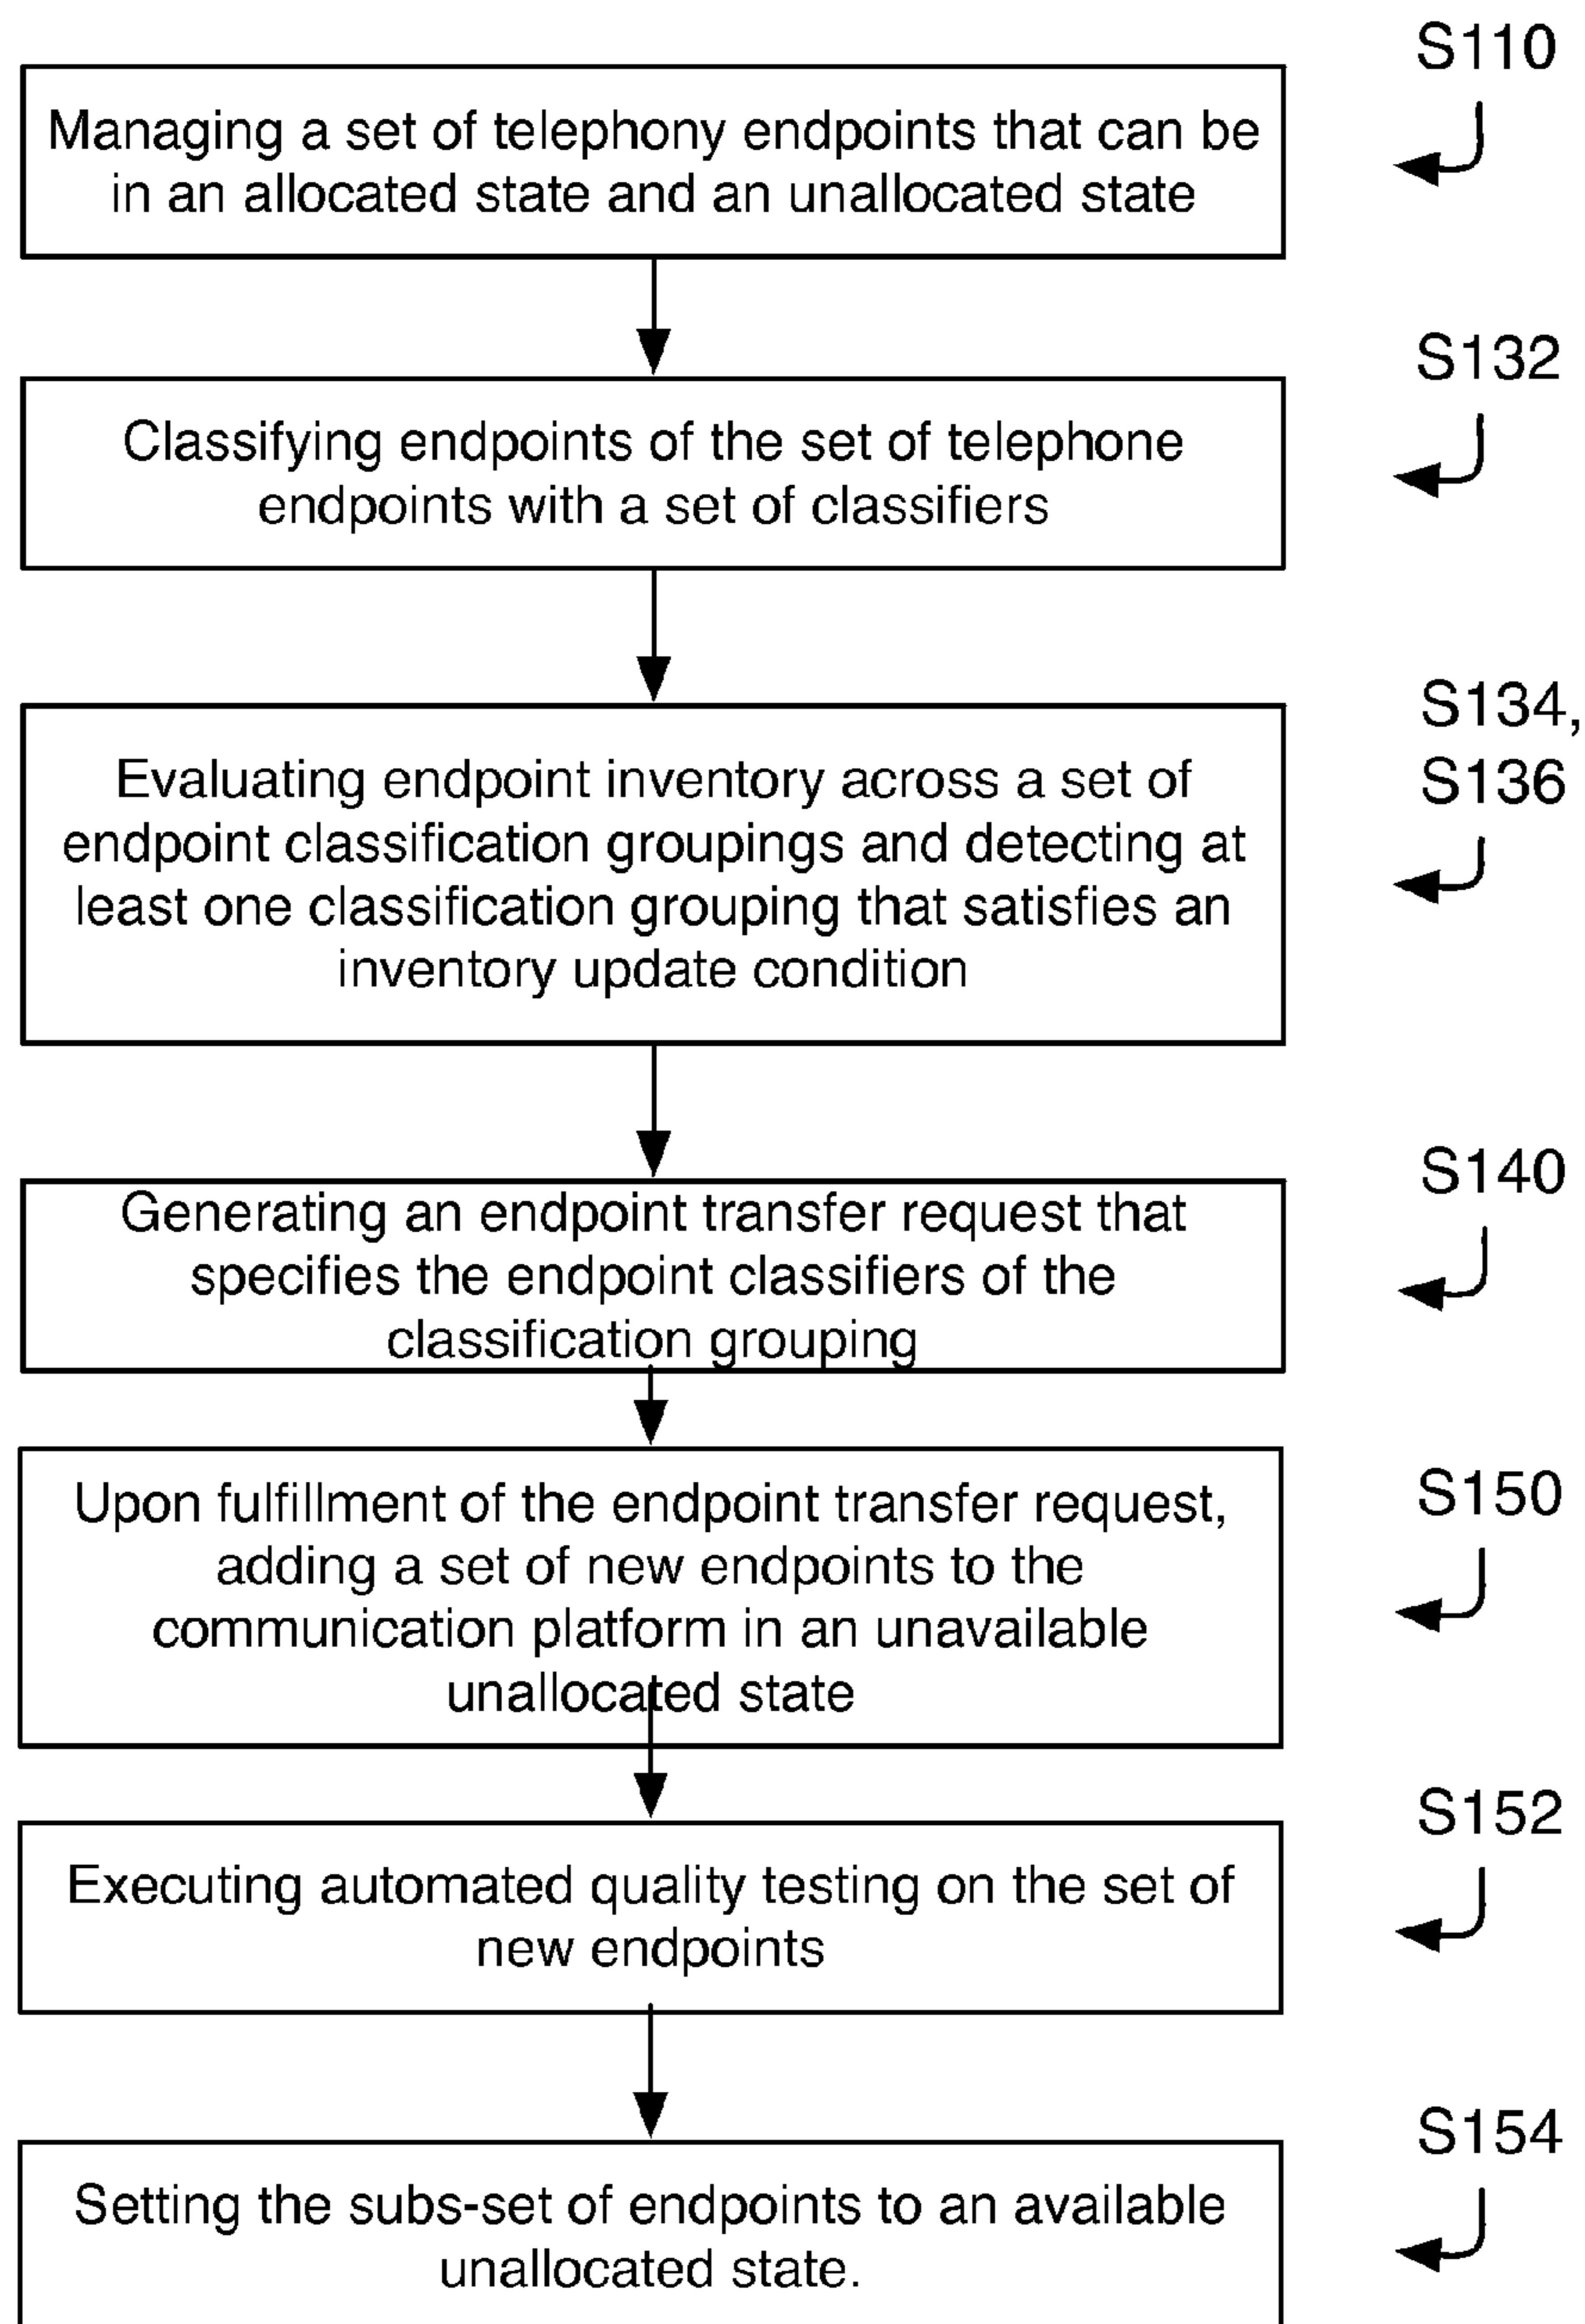 S110
Managing a set of telephony endpoints that can be
in an allocated state and an unallocated state
S132
Classifying endpoints of the set of telephone
endpoints with a set of classifiers
S134,
S136
Evaluating endpoint inventory across a set of
endpoint classification groupings and detecting at
least one classification grouping that satisfies an
inventory update condition
S140
Generating an endpoint transfer request that
specifies the endpoint classifiers of the
classification grouping
S150
Upon fulfillment of the endpoint transfer request,
adding a set of new endpoints to the
communication platform in an unavailable
unallocated state
S152
Executing automated quality testing on the set of
new endpoints
S154
Setting the subs-set of endpoints to an available
unallocated state.